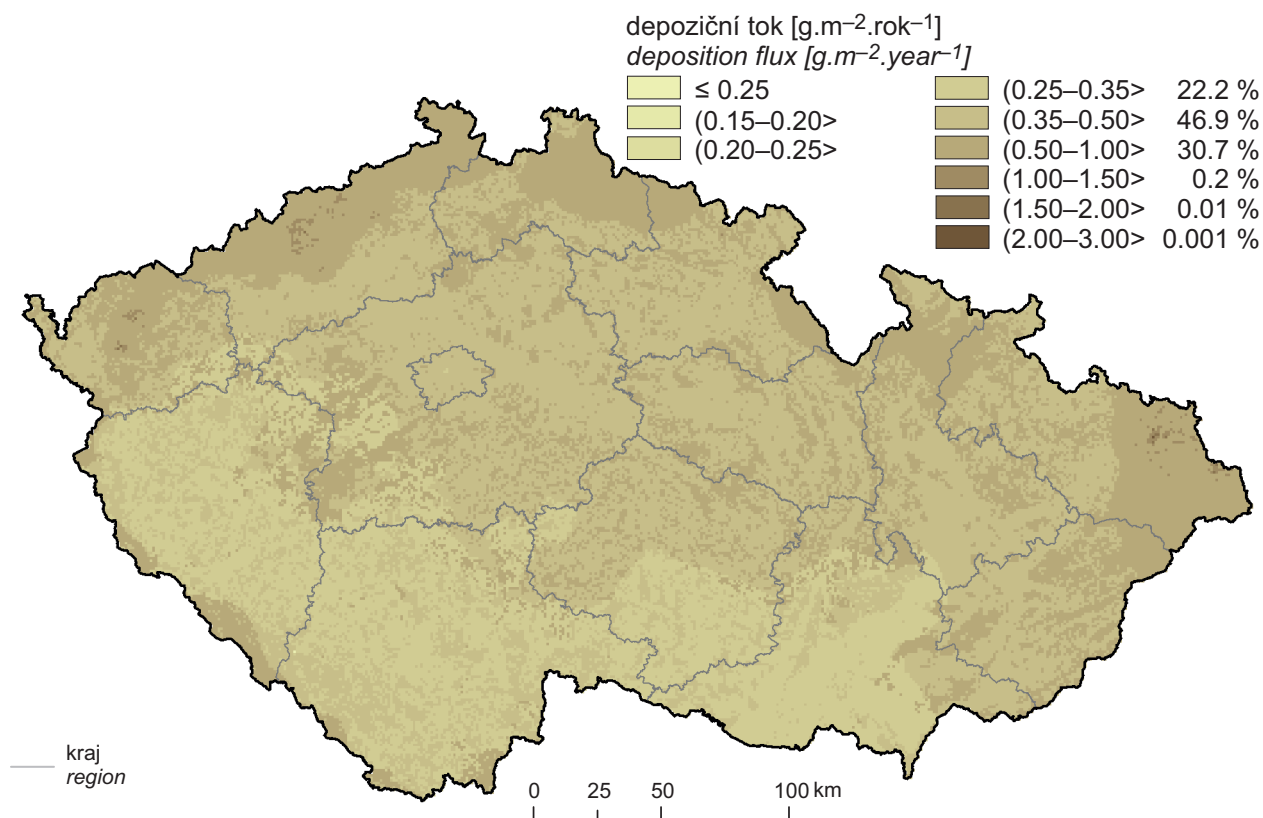 depoziční tok [g.m–2.rok–1]
deposition flux [g.m–2.year–1]
≤ 0.25
(0.15–0.20>
(0.20–0.25>
(0.25–0.35> 22.2 %
(0.35–0.50> 46.9 %
(0.50–1.00> 30.7 %
(1.00–1.50> 0.2 %
(1.50–2.00> 0.01 %
(2.00–3.00> 0.001 %
kraj
region
0 25 50 100 km